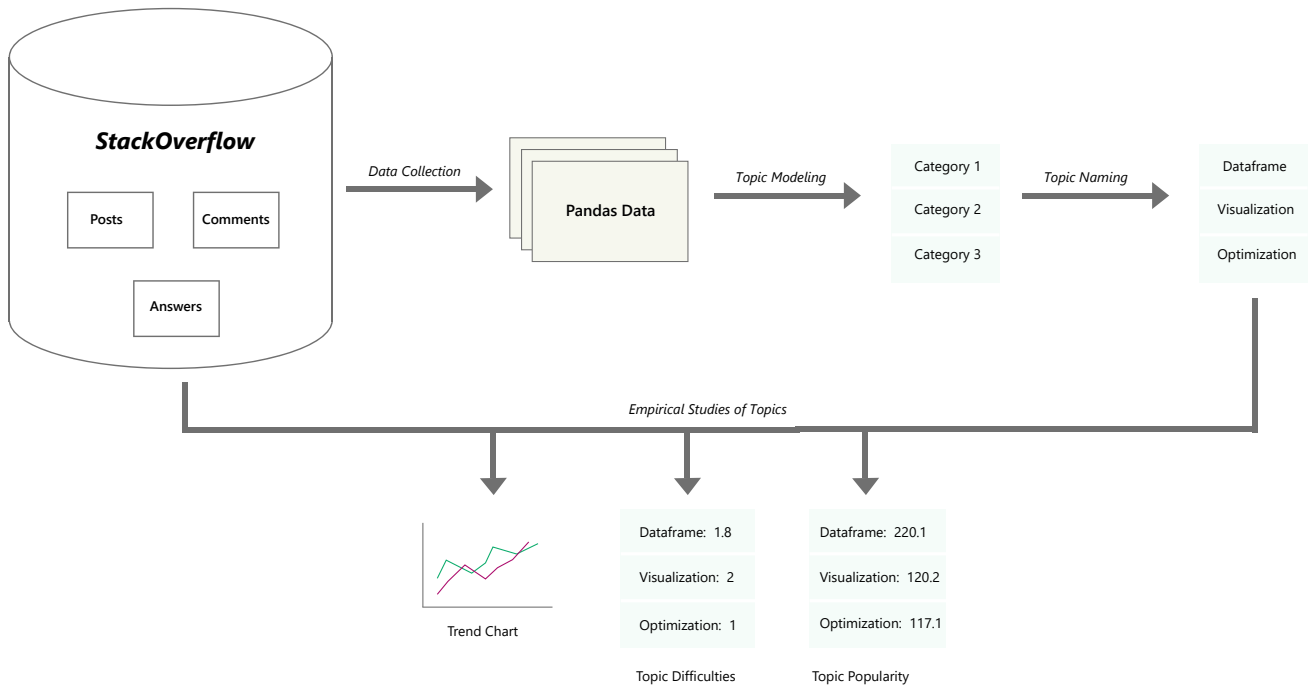 StackOverflow
Posts
Comments
Answers
Data Collection
Pandas Data
Topic Modeling
Category 1
Category 2
Category 3
Topic Naming
Dataframe
Visualization
Optimization
Empirical Studies of Topics
Trend Chart
Dataframe: 1.8
Visualization: 2
Optimization: 1
Topic Difficulties
Dataframe: 220.1
Visualization: 120.2
Optimization: 117.1
Topic Popularity